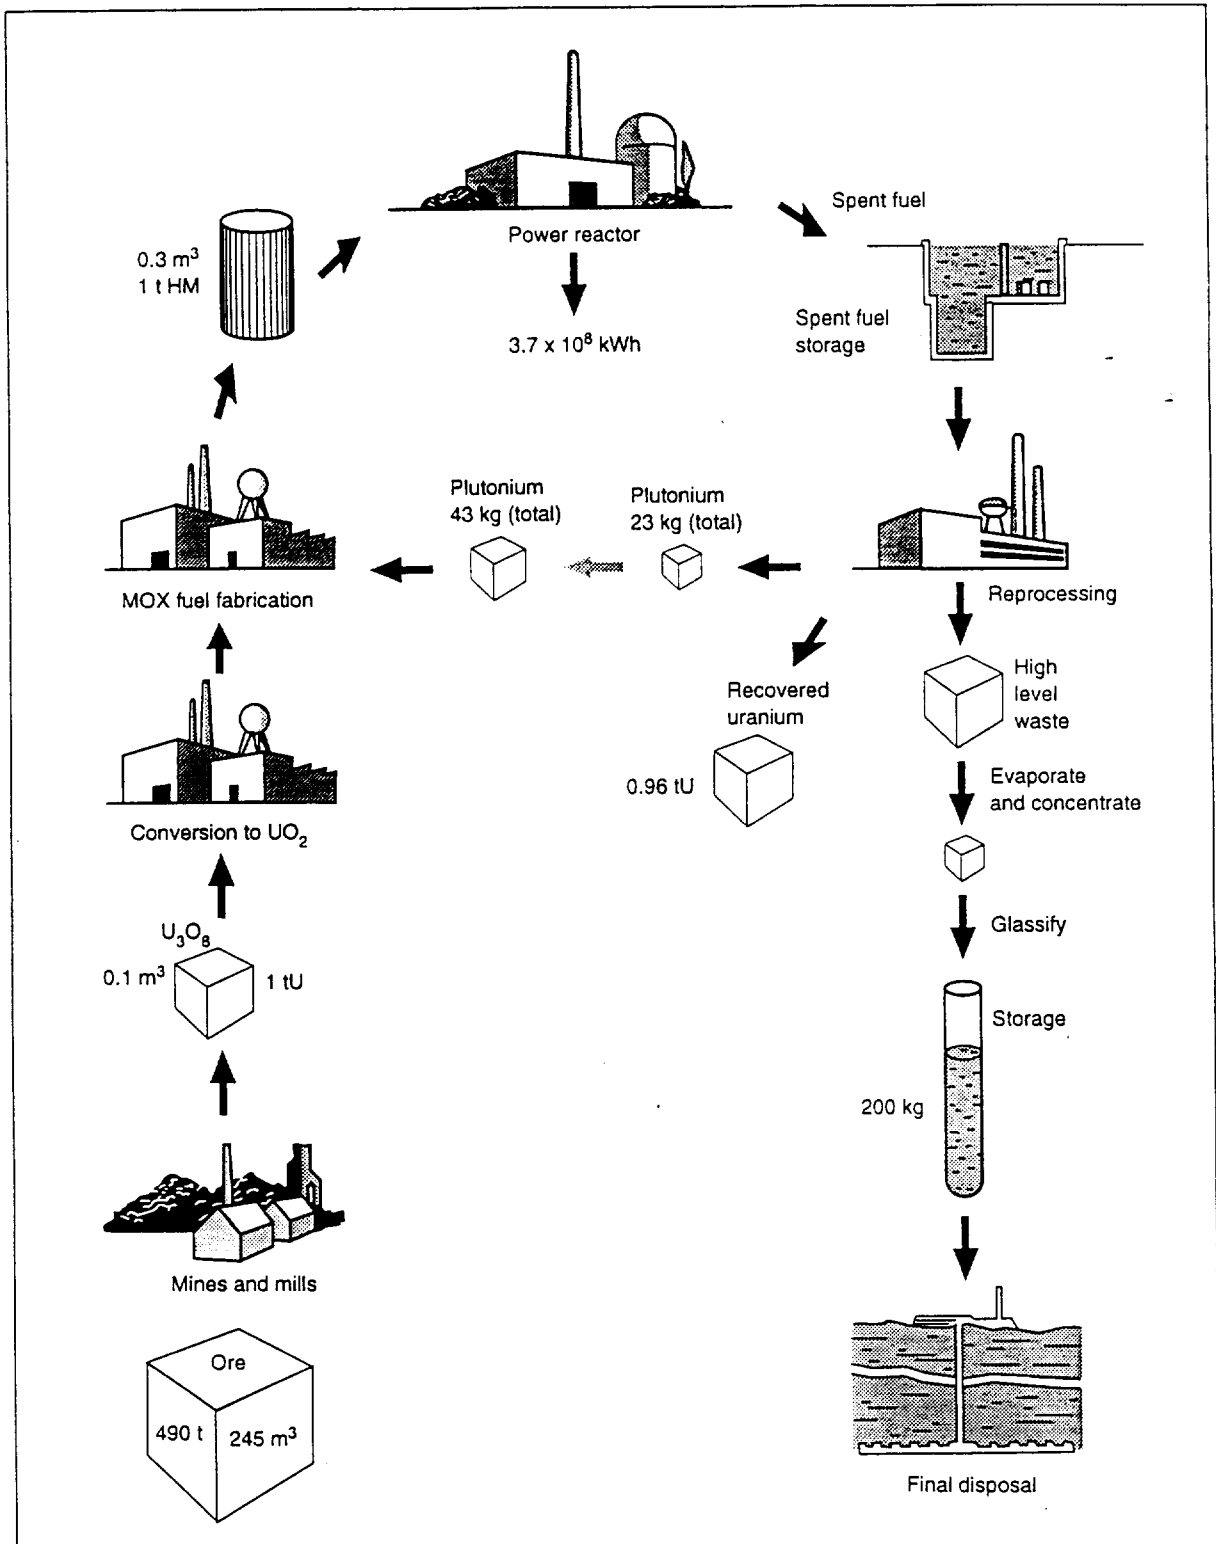 Power reactor
3.7 x 10⁸ kWh
Spent fuel
Spent fuel
storage
0.3 m³
1 t HM
Plutonium
43 kg (total)
Plutonium
23 kg (total)
MOX fuel fabrication
Reprocessing
Recovered
uranium
0.96 tU
High
level
waste
Evaporate
and concentrate
Conversion to UO₂
Glassify
U₃O₈
0.1 m³
1 tU
Storage
200 kg
Mines and mills
Ore
490 t
245 m³
Final disposal